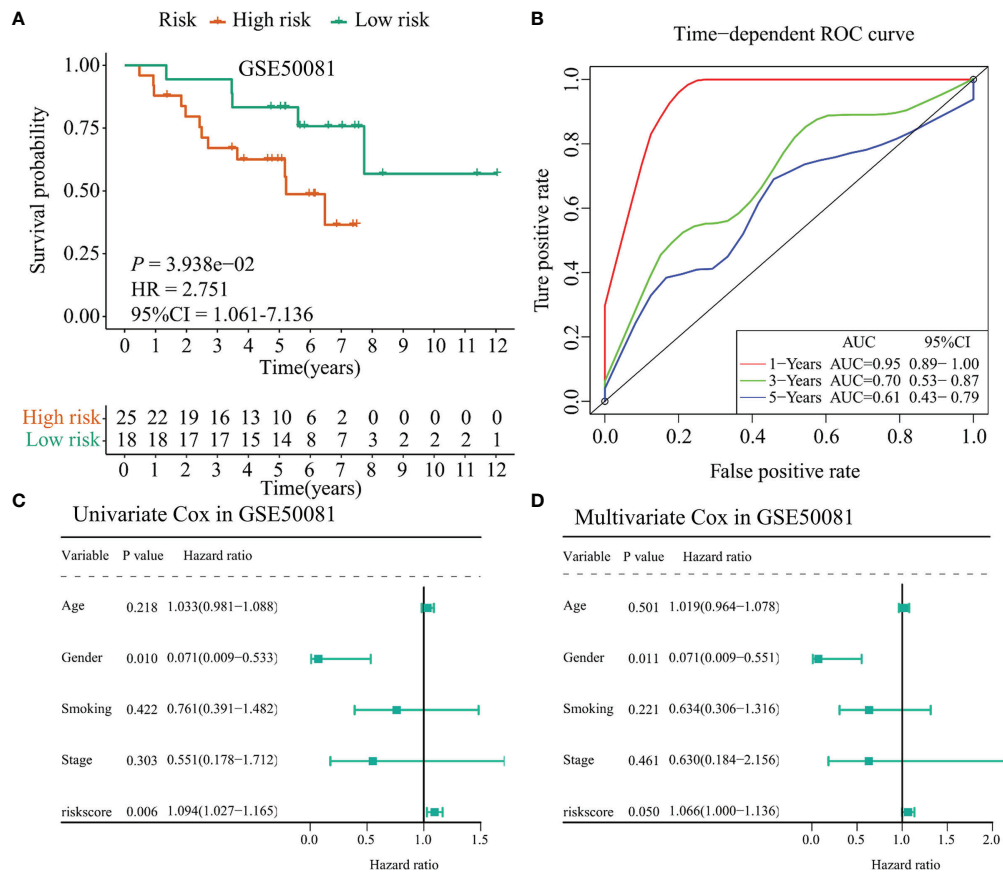 A
Risk High risk Low risk
GSE50081
Survival probability
1.00
0.75
0.50
0.25
0.00
P = 3.938e−02
HR = 2.751
95%CI = 1.061-7.136
0 1 2 3 4 5 6 7 8 9 10 11 12
Time(years)
High risk 25 22 19 16 13 10 6 2 0 0 0 0 0
Low risk 18 18 17 17 15 14 8 7 3 2 2 2 1
0 1 2 3 4 5 6 7 8 9 10 11 12
Time(years)
B
Time−dependent ROC curve
Ture positive rate
1.0
0.8
0.6
0.4
0.2
0.0
AUC 95%CI
1−Years AUC=0.95 0.89− 1.00
3−Years AUC=0.70 0.53− 0.87
5−Years AUC=0.61 0.43− 0.79
0.0 0.2 0.4 0.6 0.8 1.0
False positive rate
C
Univariate Cox in GSE50081
Variable P value Hazard ratio
Age 0.218 1.033(0.981−1.088)
Gender 0.010 0.071(0.009−0.533)
Smoking 0.422 0.761(0.391−1.482)
Stage 0.303 0.551(0.178−1.712)
riskscore 0.006 1.094(1.027−1.165)
0.0 0.5 1.0 1.5
Hazard ratio
D
Multivariate Cox in GSE50081
Variable P value Hazard ratio
Age 0.501 1.019(0.964−1.078)
Gender 0.011 0.071(0.009−0.551)
Smoking 0.221 0.634(0.306−1.316)
Stage 0.461 0.630(0.184−2.156)
riskscore 0.050 1.066(1.000−1.136)
0.0 0.5 1.0 1.5 2.0
Hazard ratio